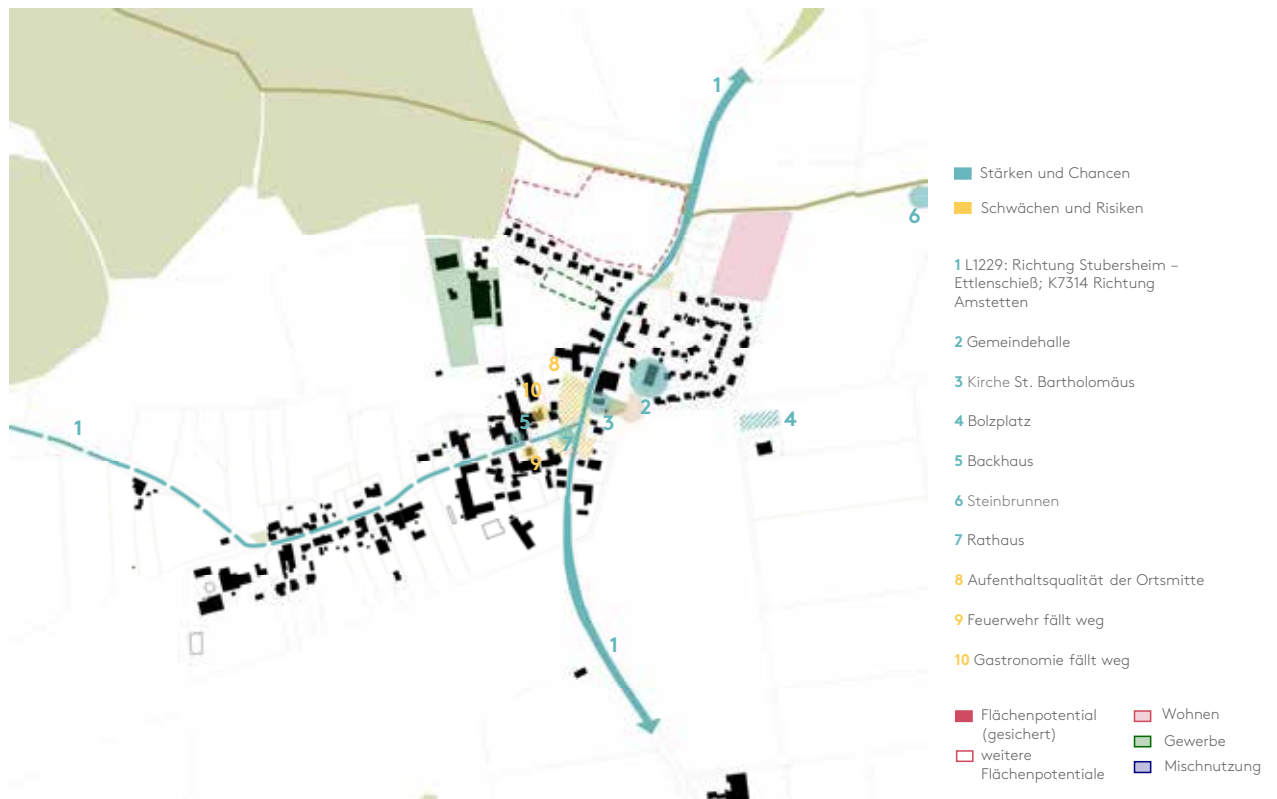 1
6
8
10
5
2
3
4
7
9
1
1
Stärken und Chancen
Schwächen und Risiken
1 L1229: Richtung Stubersheim –
Ettlenschieß; K7314 Richtung
Amstetten
2 Gemeindehalle
3 Kirche St. Bartholomäus
4 Bolzplatz
5 Backhaus
6 Steinbrunnen
7 Rathaus
8 Aufenthaltsqualität der Ortsmitte
9 Feuerwehr fällt weg
10 Gastronomie fällt weg
Flächenpotential
(gesichert)
weitere
Flächenpotentiale
Wohnen
Gewerbe
Mischnutzung